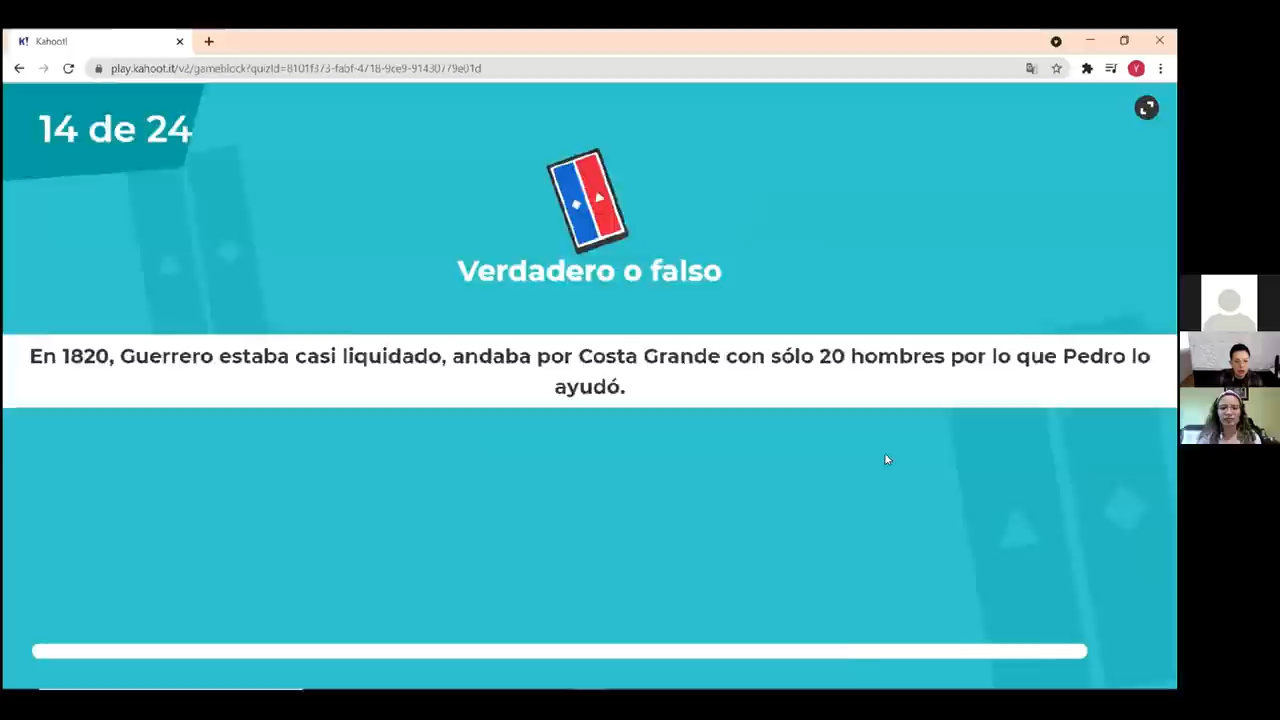 K! Kahoot!
play.kahoot.it/v2/gameblock?quizId=8101f373-fabf-4718-9ce9-91430779e01d
Y
14 de 24
Verdadero o falso
En 1820, Guerrero estaba casi liquidado, andaba por Costa Grande con sólo 20 hombres por lo que Pedro lo
ayudó.